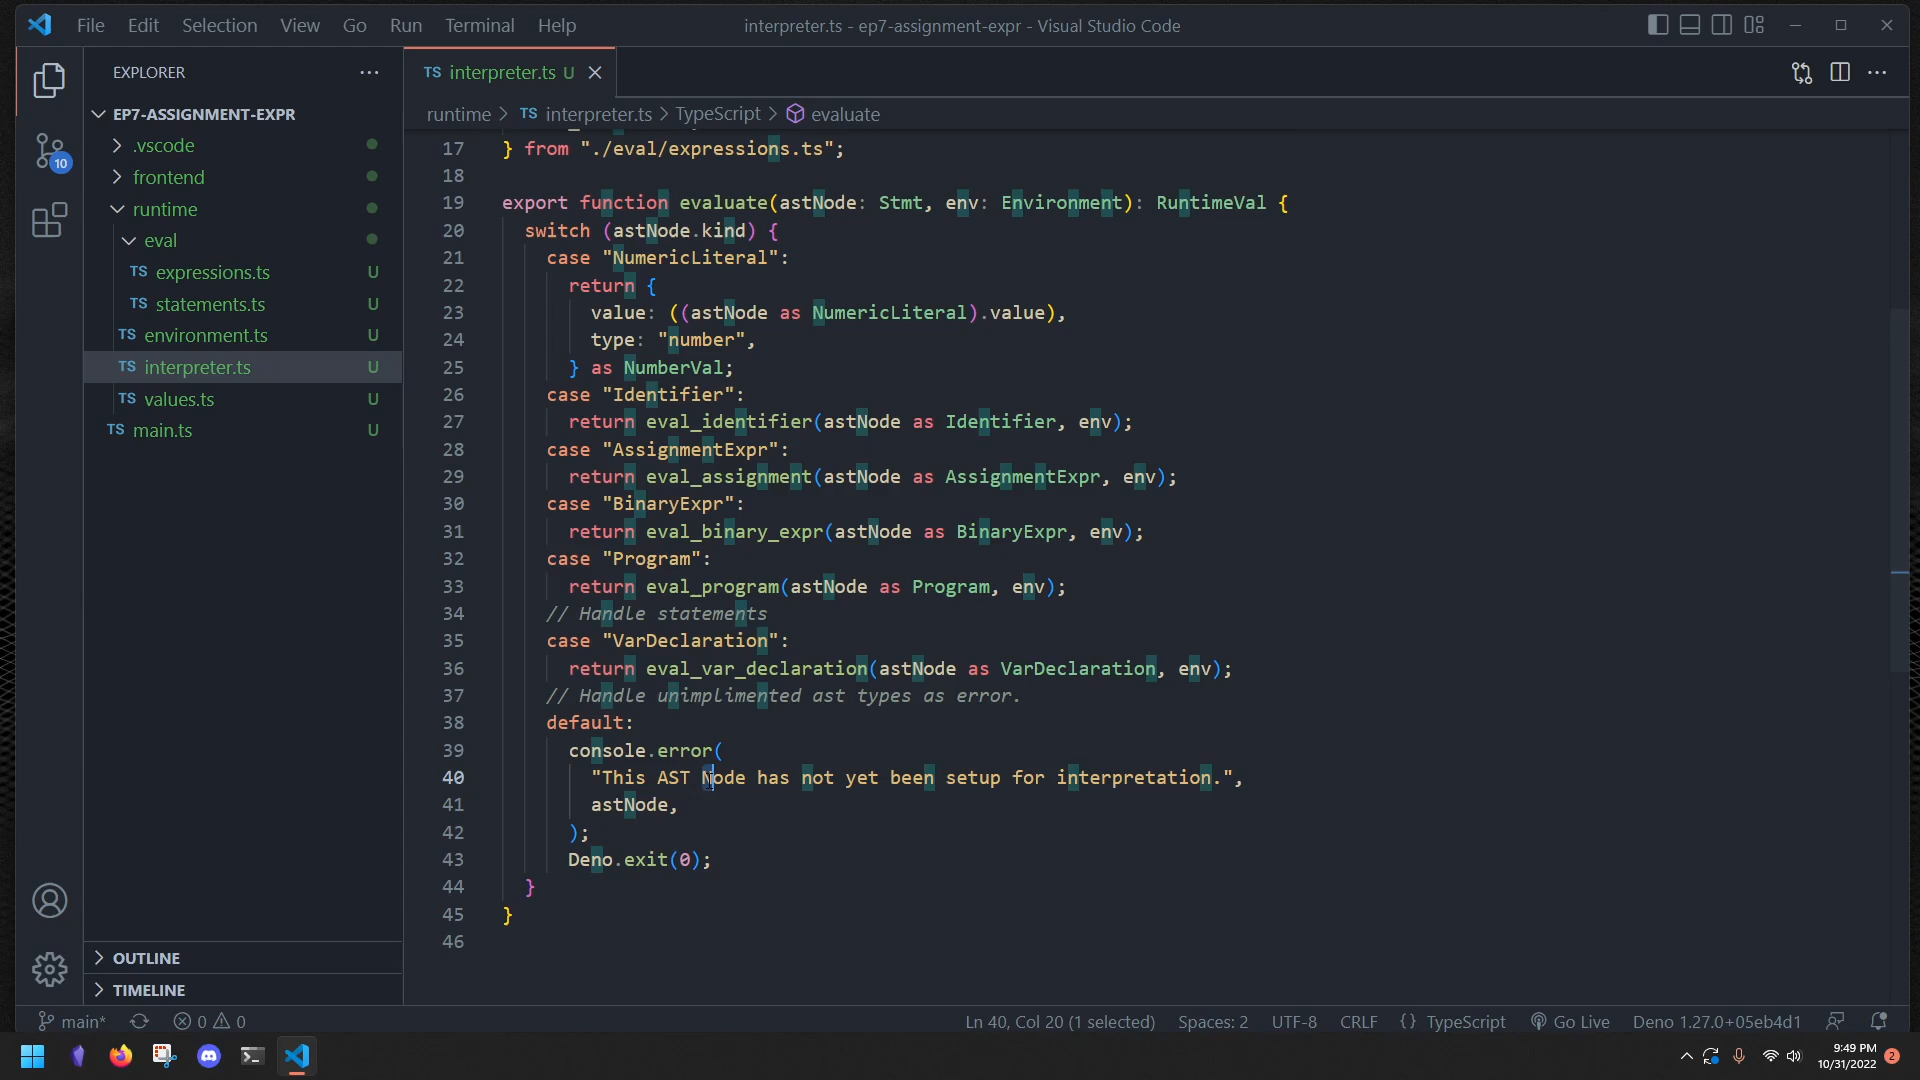 File Edit Selection View Go Run Terminal Help
interpreter.ts - ep7-assignment-expr - Visual Studio Code
EXPLORER
EP7-ASSIGNMENT-EXPR
.vscode
frontend
runtime
eval
TS expressions.ts U
TS statements.ts U
TS environment.ts U
TS interpreter.ts U
TS values.ts U
TS main.ts U
OUTLINE
TIMELINE
10
TS interpreter.ts U
runtime > TS interpreter.ts > TypeScript > evaluate
17 } from "./eval/expressions.ts";
18
19 export function evaluate(astNode: Stmt, env: Environment): RuntimeVal {
20 switch (astNode.kind) {
21 case "NumericLiteral":
22 return {
23 value: ((astNode as NumericLiteral).value),
24 type: "number",
25 } as NumberVal;
26 case "Identifier":
27 return eval_identifier(astNode as Identifier, env);
28 case "AssignmentExpr":
29 return eval_assignment(astNode as AssignmentExpr, env);
30 case "BinaryExpr":
31 return eval_binary_expr(astNode as BinaryExpr, env);
32 case "Program":
33 return eval_program(astNode as Program, env);
34 // Handle statements
35 case "VarDeclaration":
36 return eval_var_declaration(astNode as VarDeclaration, env);
37 // Handle unimplimented ast types as error.
38 default:
39 console.error(
40 "This AST Node has not yet been setup for interpretation.",
41 astNode,
42 );
43 Deno.exit(0);
44 }
45 }
46
main* 0 0
Ln 40, Col 20 (1 selected) Spaces: 2 UTF-8 CRLF {} TypeScript Go Live Deno 1.27.0+05eb4d1
9:49 PM
10/31/2022
2